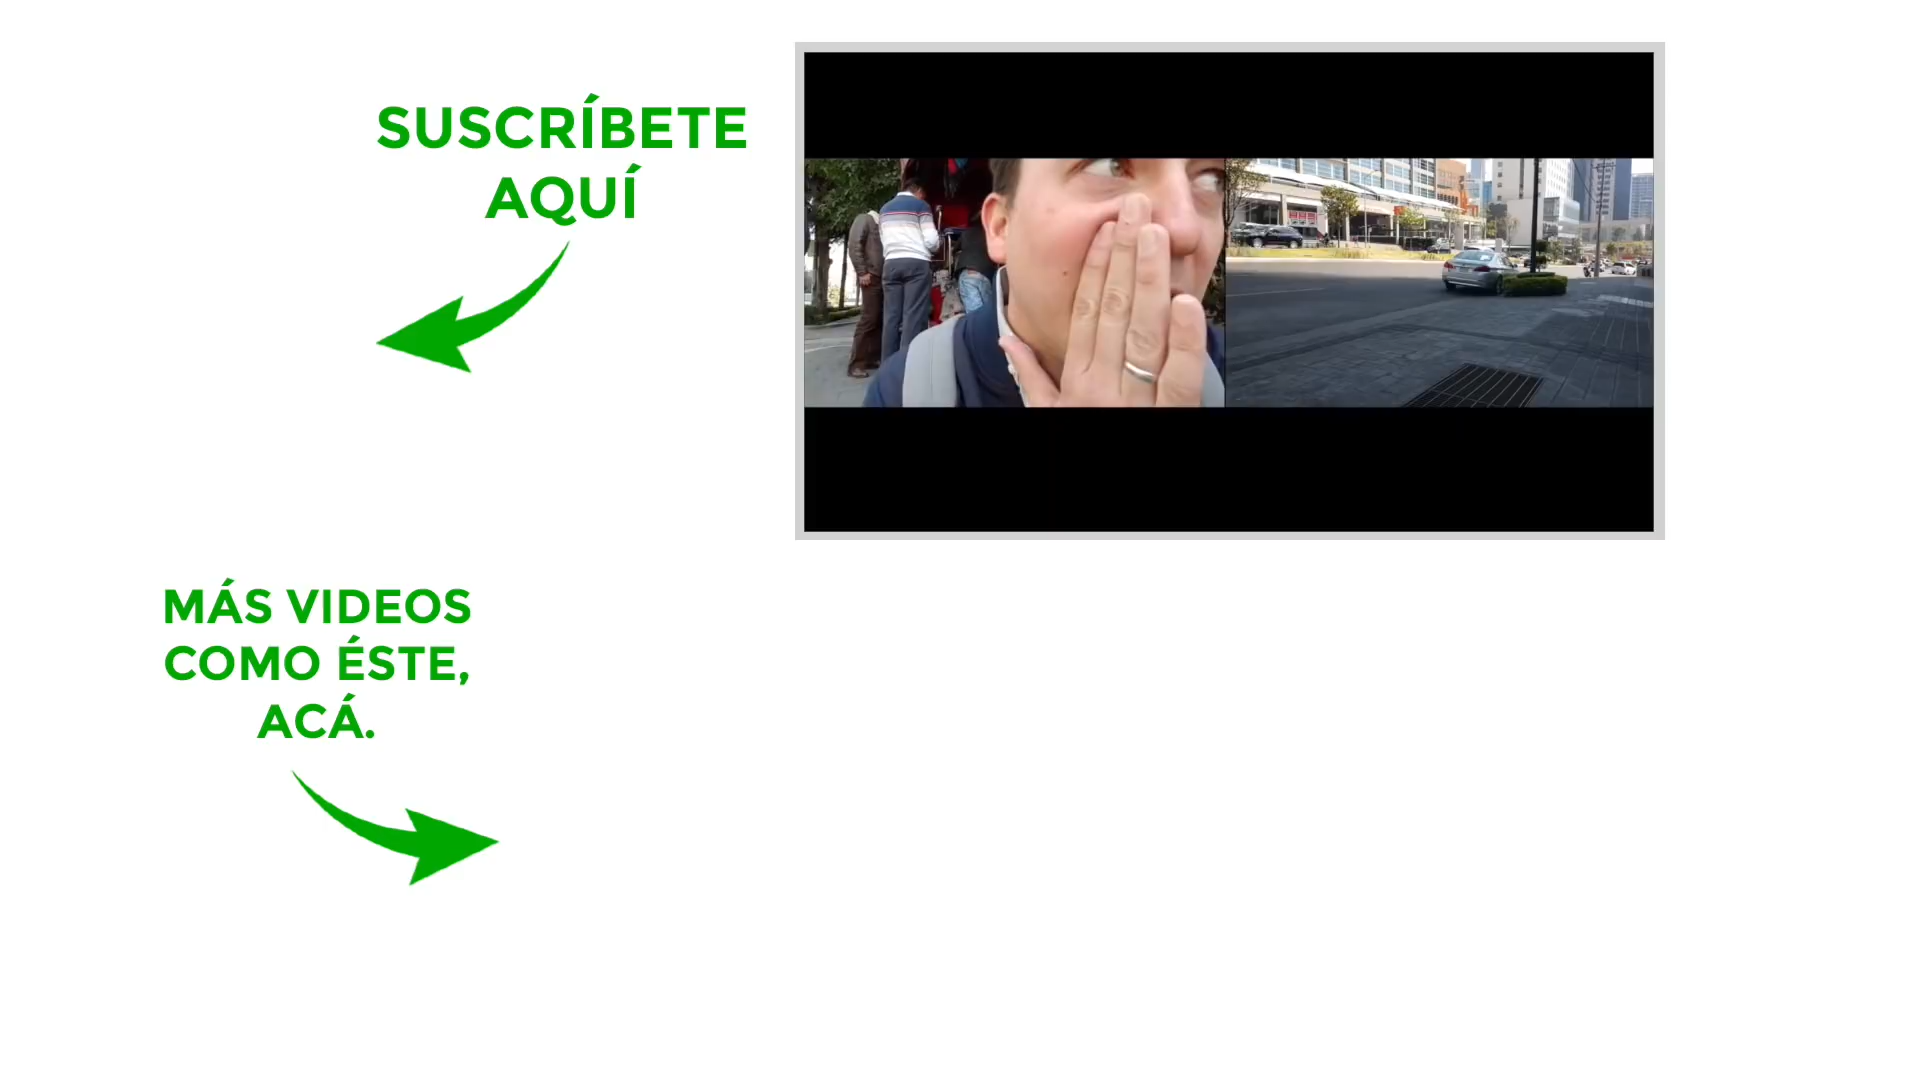 SUSCRÍBETE
AQUÍ
MÁS VIDEOS
COMO ÉSTE,
ACÁ.